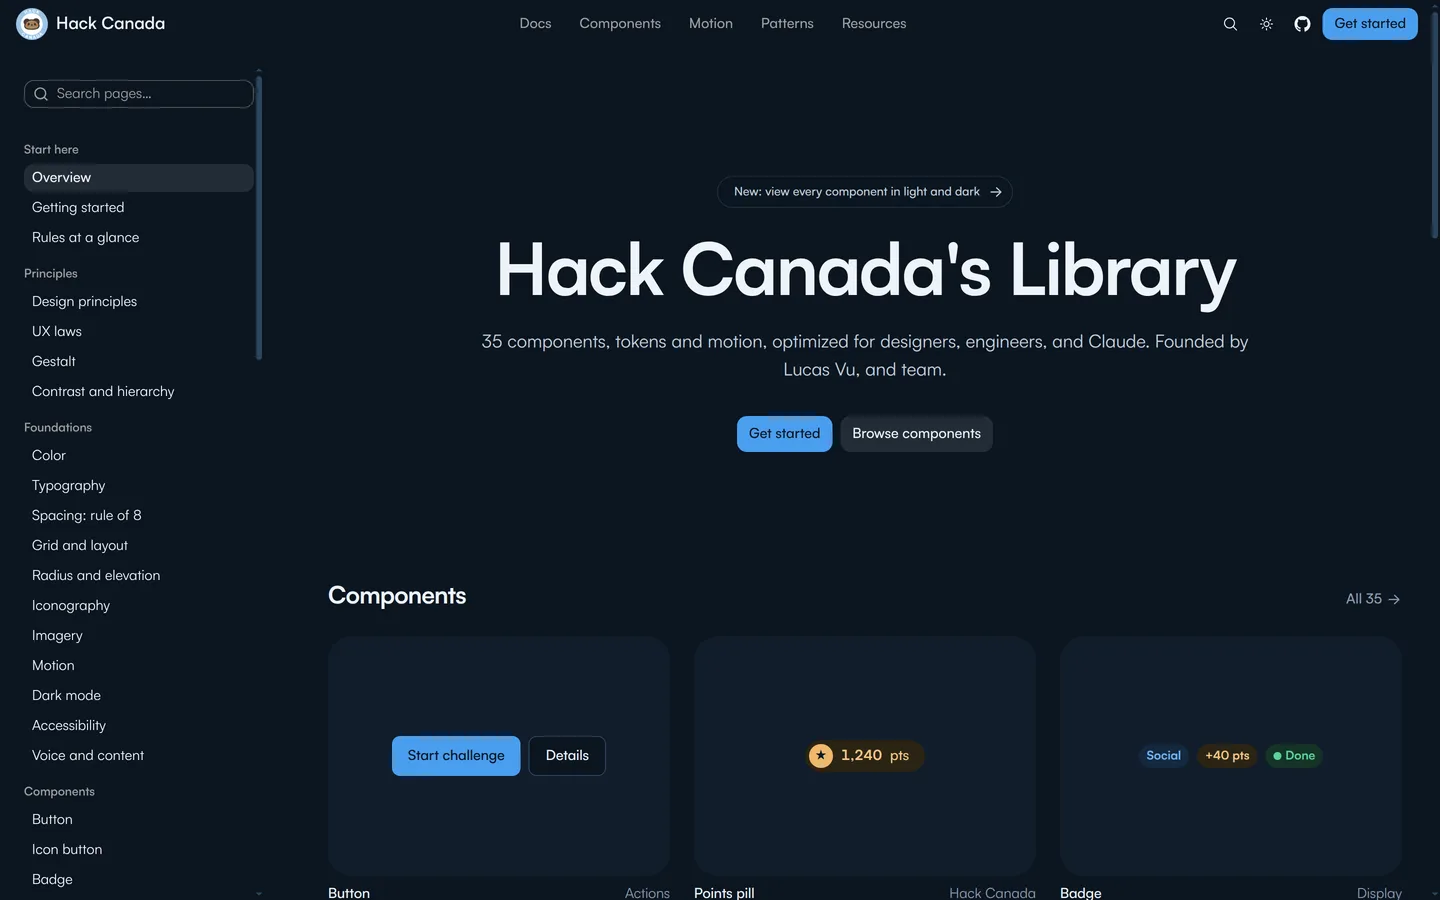 Hack Canada
Docs
Components
Motion
Patterns
Resources
Get started
Search pages...
Start here
Overview
Getting started
Rules at a glance
Principles
Design principles
UX laws
Gestalt
Contrast and hierarchy
Foundations
Color
Typography
Spacing: rule of 8
Grid and layout
Radius and elevation
Iconography
Imagery
Motion
Dark mode
Accessibility
Voice and content
Components
Button
Icon button
Badge
New: view every component in light and dark →
Hack Canada's Library
35 components, tokens and motion, optimized for designers, engineers, and Claude. Founded by
Lucas Vu, and team.
Get started
Browse components
Components
All 35 →
Start challenge
Details
★ 1,240 pts
Social
+40 pts
Done
Button
Actions
Points pill
Hack Canada
Badge
Display